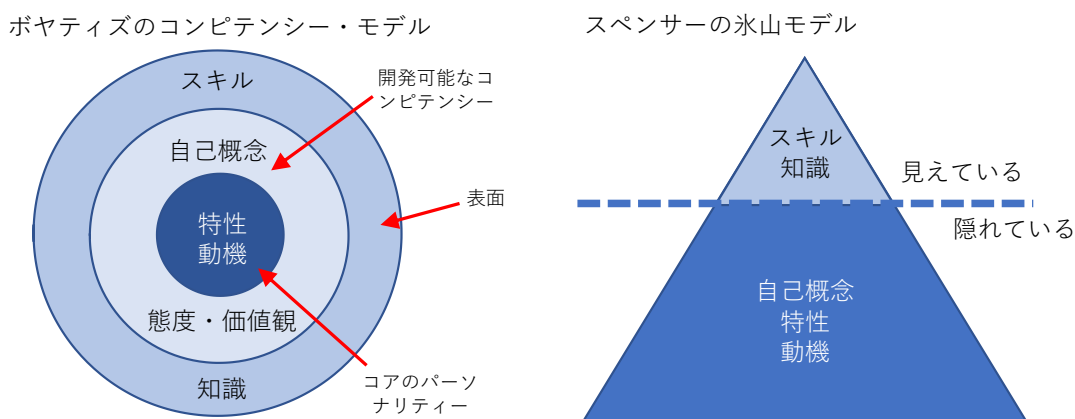 ボヤティズのコンピテンシー・モデル
スキル
自己概念
特性
動機
態度・価値観
知識
開発可能なコ
ンピテンシー
表面
コアのパーソ
ナリティー
スペンサーの氷山モデル
スキル
知識
見えている
隠れている
自己概念
特性
動機